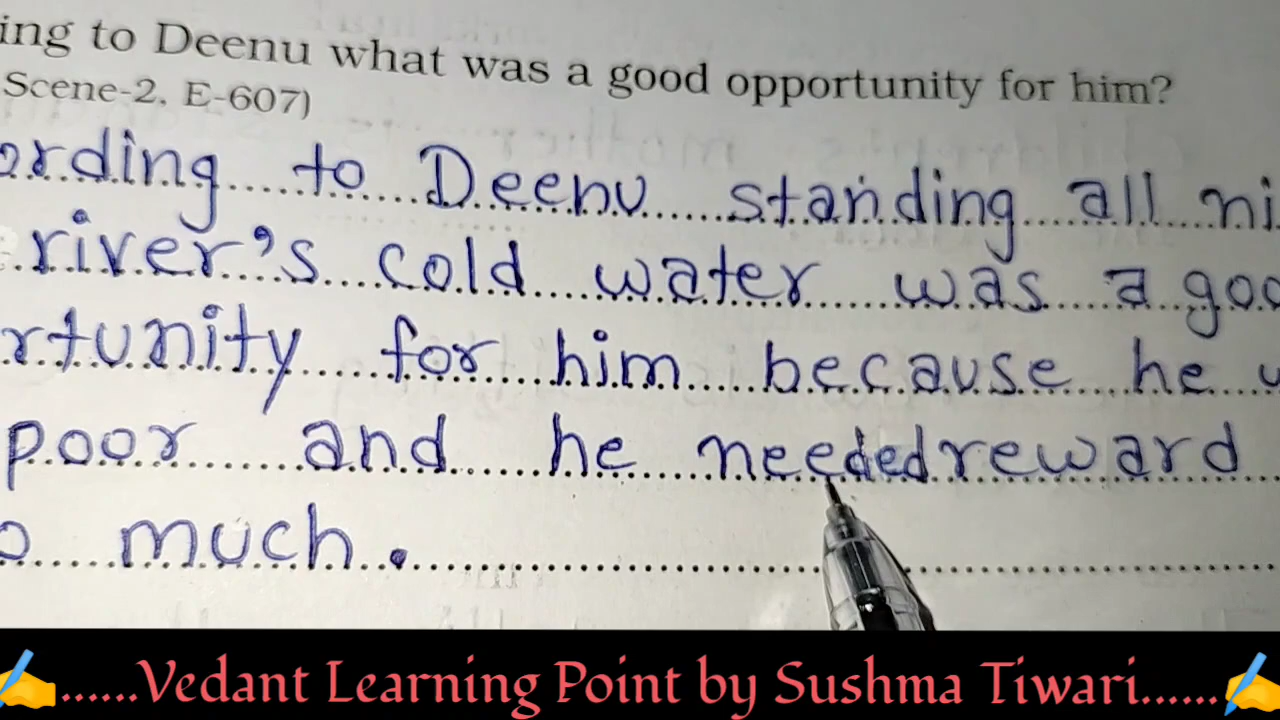 ing to Deenu what was a good opportunity for him?
Scene-2, E-607)
ording to Deenu standing all ni
river's cold water was a goo
rtunity for him because he
poor and he needed reward
o much.
......Vedant Learning Point by Sushma Tiwari......